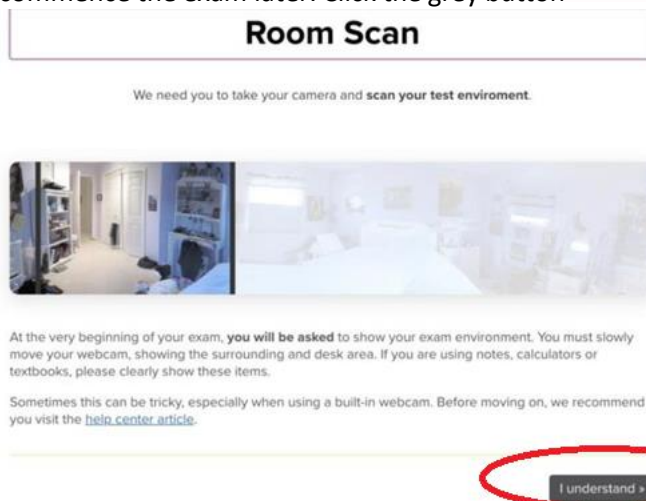 commence the exam later. Click the grey button
Room Scan
We need you to take your camera and scan your test enviroment.
At the very beginning of your exam, you will be asked to show your exam environment. You must slowly
move your webcam, showing the surrounding and desk area. If you are using notes, calculators or
textbooks, please clearly show these items.
Sometimes this can be tricky, especially when using a built-in webcam. Before moving on, we recommend
you visit the help center article.
I understand »